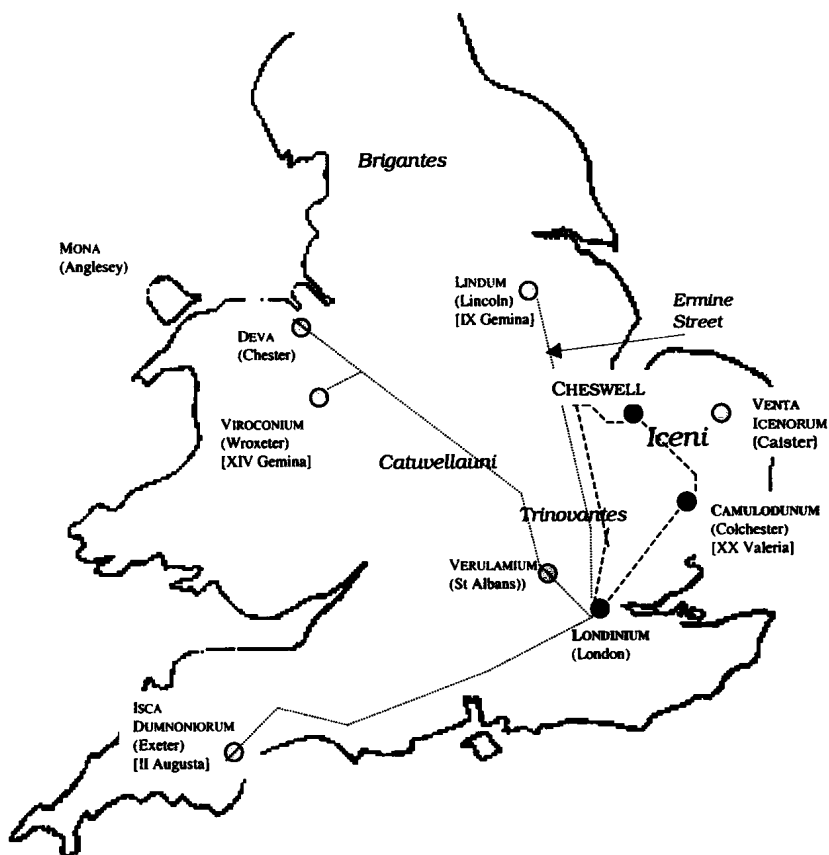 Brigantes
MONA
(Anglesey)
LINDUM
(Lincoln)
[IX Gemina]
Ermine
Street
DEVA
(Chester)
CHESWELL
VIROCONIUM
(Wroxeter)
[XIV Gemina]
Iceni
VENTA
ICENORUM
(Caister)
Catuvellauni
Trinovantes
CAMULODUNUM
(Colchester)
[XX Valeria]
VERULAMIUM
(St Albans))
LONDINIUM
(London)
ISCA
DUMNONIORUM
(Exeter)
[II Augusta]